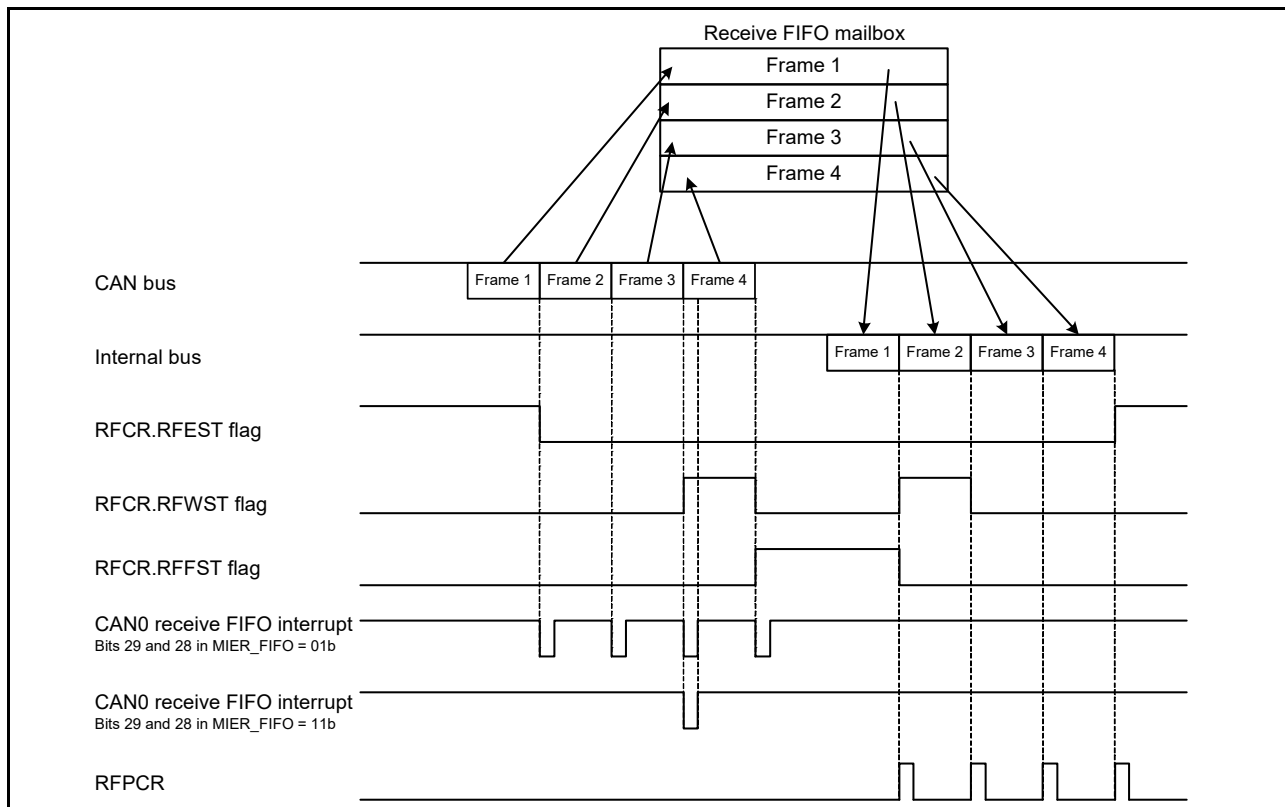 Receive FIFO mailbox
Frame 1
Frame 2
Frame 3
Frame 4
CAN bus
Frame 1 Frame 2 Frame 3 Frame 4
Internal bus
Frame 1 Frame 2 Frame 3 Frame 4
RFCR.RFEST flag
RFCR.RFWST flag
RFCR.RFFST flag
CAN0 receive FIFO interrupt
Bits 29 and 28 in MIER_FIFO = 01b
CAN0 receive FIFO interrupt
Bits 29 and 28 in MIER_FIFO = 11b
RFPCR